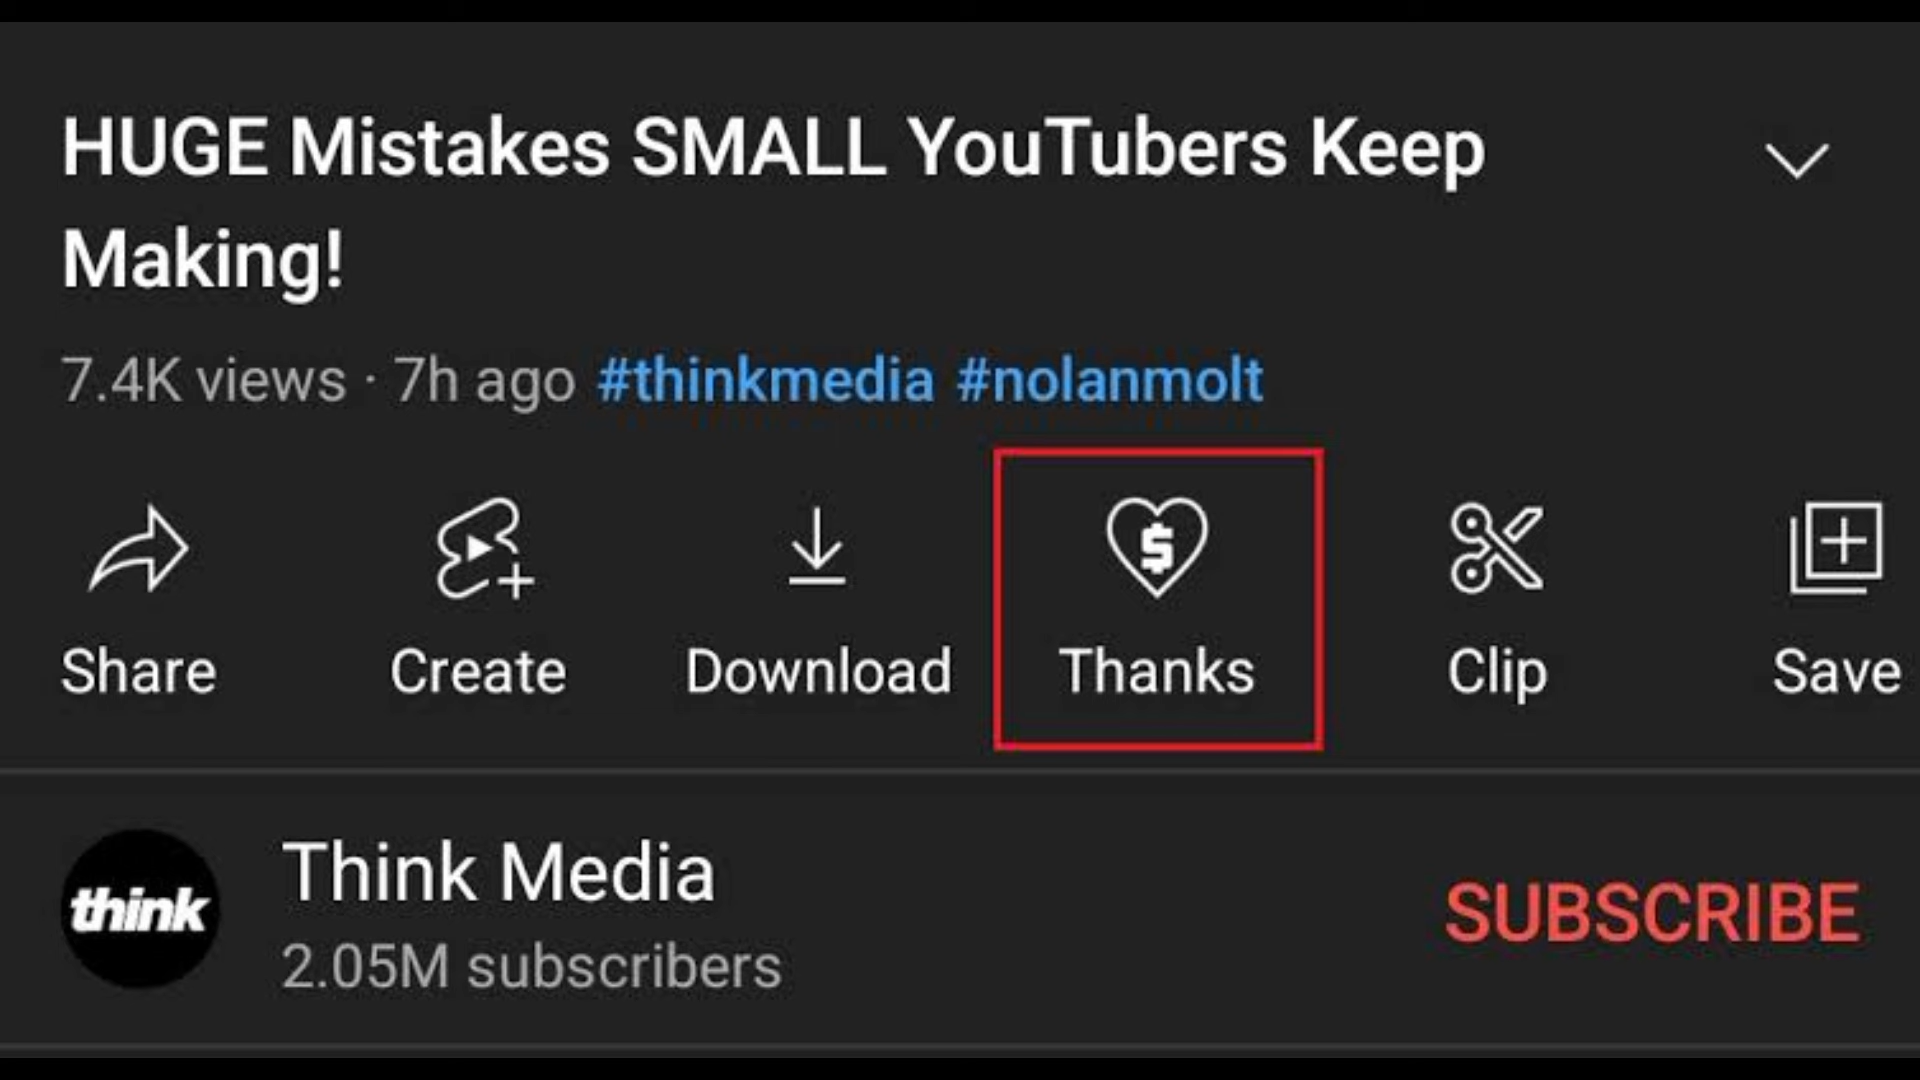 HUGE Mistakes SMALL YouTubers Keep
Making!
7.4K views · 7h ago #thinkmedia #nolanmolt
$
Share Create Download Thanks Clip Save
think
Think Media
2.05M subscribers
SUBSCRIBE